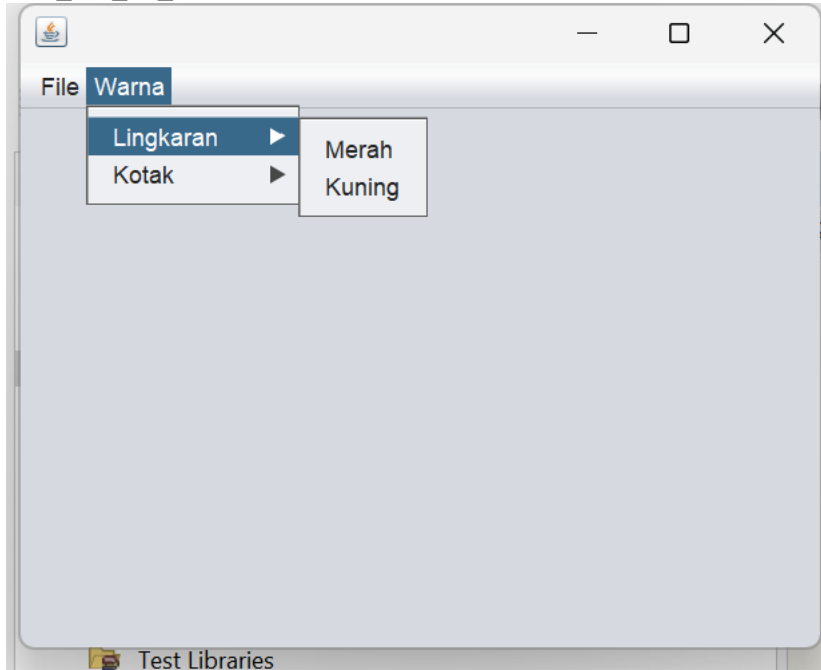 File Warna
Lingkaran
Merah
Kotak
Kuning
Test Libraries